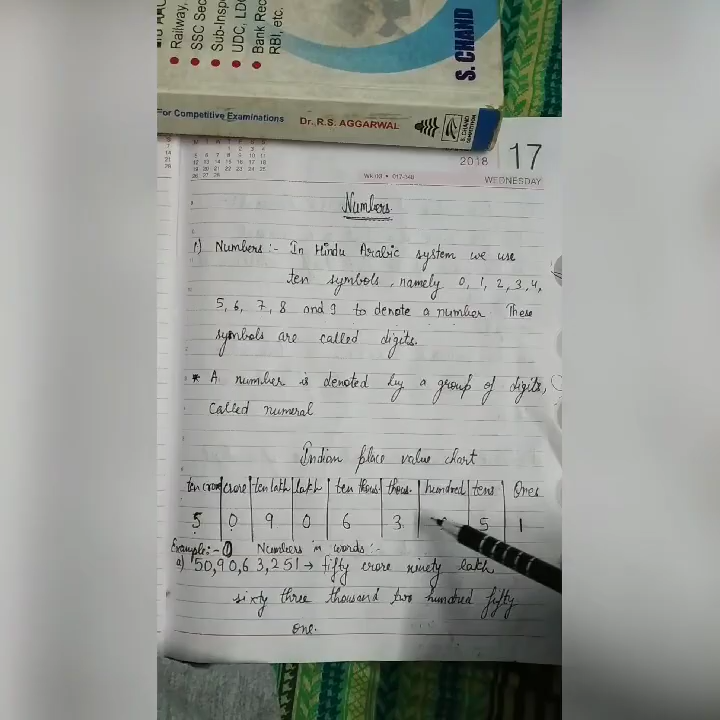 Railway,
SSC Sec
Sub-Inspe
UDC, LDC
Bank Rec
RBI, etc.
S. CHAND
For Competitive Examinations Dr. R.S. AGGARWAL
2018 17
WEDNESDAY
Numbers
1) Numbers :- In Hindu Arabic system we use
ten symbols, namely 0, 1, 2, 3, 4,
5, 6, 7, 8 and 9 to denote a number. These
symbols are called digits.
* A number is denoted by a group of digits,
called numeral
Indian place value chart
ten crore crore ten lakh lakh ten thous. thous. hundred tens Ones
5 0 9 0 6 3 5 1
Example:- 1 Numbers in words :-
a) 50,90,63,251 → fifty crore ninety lakh
sixty three thousand two hundred fifty
one.